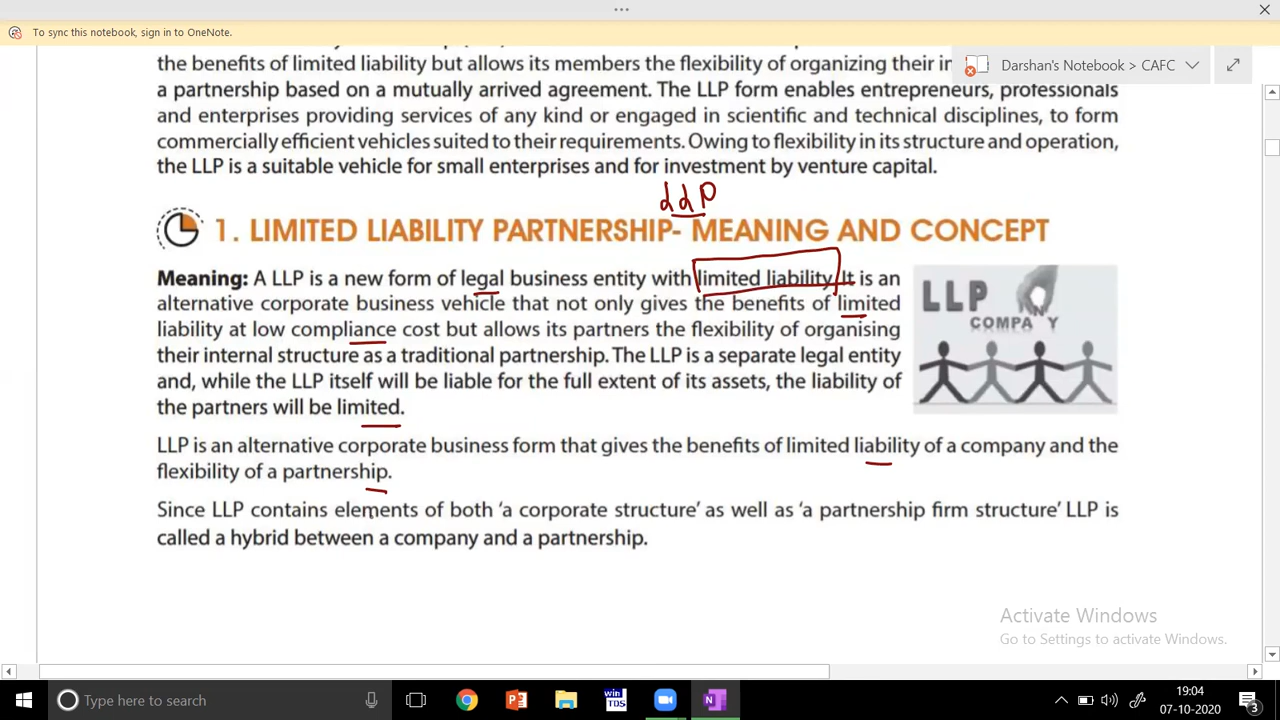 To sync this notebook, sign in to OneNote.
Darshan's Notebook > CAFC
the benefits of limited liability but allows its members the flexibility of organizing their in
a partnership based on a mutually arrived agreement. The LLP form enables entrepreneurs, professionals
and enterprises providing services of any kind or engaged in scientific and technical disciplines, to form
commercially efficient vehicles suited to their requirements. Owing to flexibility in its structure and operation,
the LLP is a suitable vehicle for small enterprises and for investment by venture capital.
LLP
1. LIMITED LIABILITY PARTNERSHIP- MEANING AND CONCEPT
Meaning: A LLP is a new form of legal business entity with limited liability. It is an
alternative corporate business vehicle that not only gives the benefits of limited
liability at low compliance cost but allows its partners the flexibility of organising
their internal structure as a traditional partnership. The LLP is a separate legal entity
and, while the LLP itself will be liable for the full extent of its assets, the liability of
the partners will be limited.
LLP
COMPANY
LLP is an alternative corporate business form that gives the benefits of limited liability of a company and the
flexibility of a partnership.
Since LLP contains elements of both ‘a corporate structure’ as well as ‘a partnership firm structure’ LLP is
called a hybrid between a company and a partnership.
Activate Windows
Go to Settings to activate Windows.
Type here to search
win
TDS
19:04
07-10-2020
3